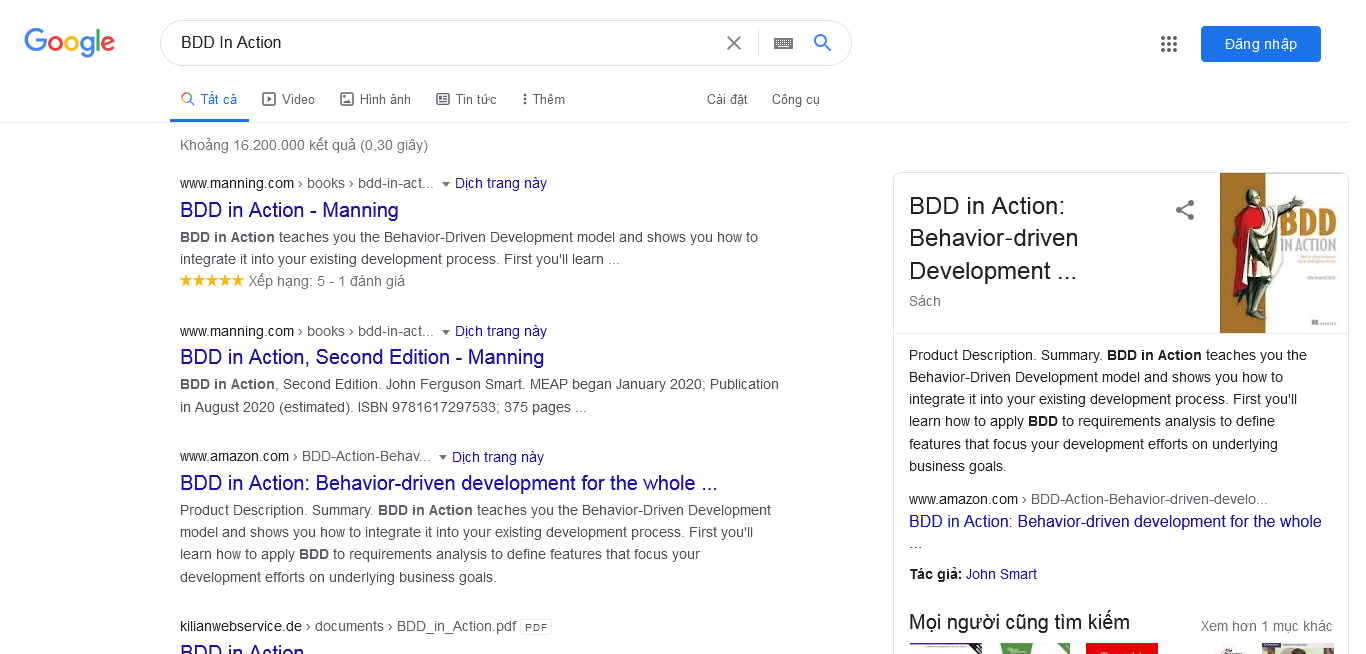 Google
BDD In Action
Đăng nhập
Tất cả
Video
Hình ảnh
Tin tức
Thêm
Cài đặt
Công cụ
Khoảng 16.200.000 kết quả (0,30 giây)
www.manning.com › books › bdd-in-act... Dịch trang này
BDD in Action - Manning
BDD in Action teaches you the Behavior-Driven Development model and shows you how to
integrate it into your existing development process. First you'll learn ...
Xếp hạng: 5 - 1 đánh giá
www.manning.com › books › bdd-in-act... Dịch trang này
BDD in Action, Second Edition - Manning
BDD in Action, Second Edition. John Ferguson Smart. MEAP began January 2020; Publication
in August 2020 (estimated). ISBN 9781617297533; 375 pages ...
www.amazon.com › BDD-Action-Behav... Dịch trang này
BDD in Action: Behavior-driven development for the whole ...
Product Description. Summary. BDD in Action teaches you the Behavior-Driven Development
model and shows you how to integrate it into your existing development process. First you'll
learn how to apply BDD to requirements analysis to define features that focus your
development efforts on underlying business goals.
kilianwebservice.de › documents › BDD_in_Action.pdf PDF
BDD in Action
BDD in Action:
Behavior-driven
Development ...
Sách
BDD
IN ACTION
Product Description. Summary. BDD in Action teaches you the
Behavior-Driven Development model and shows you how to
integrate it into your existing development process. First you'll
learn how to apply BDD to requirements analysis to define
features that focus your development efforts on underlying
business goals.
www.amazon.com › BDD-Action-Behavior-driven-develo...
BDD in Action: Behavior-driven development for the whole
...
Tác giả: John Smart
Mọi người cũng tìm kiếm
Xem hơn 1 mục khác